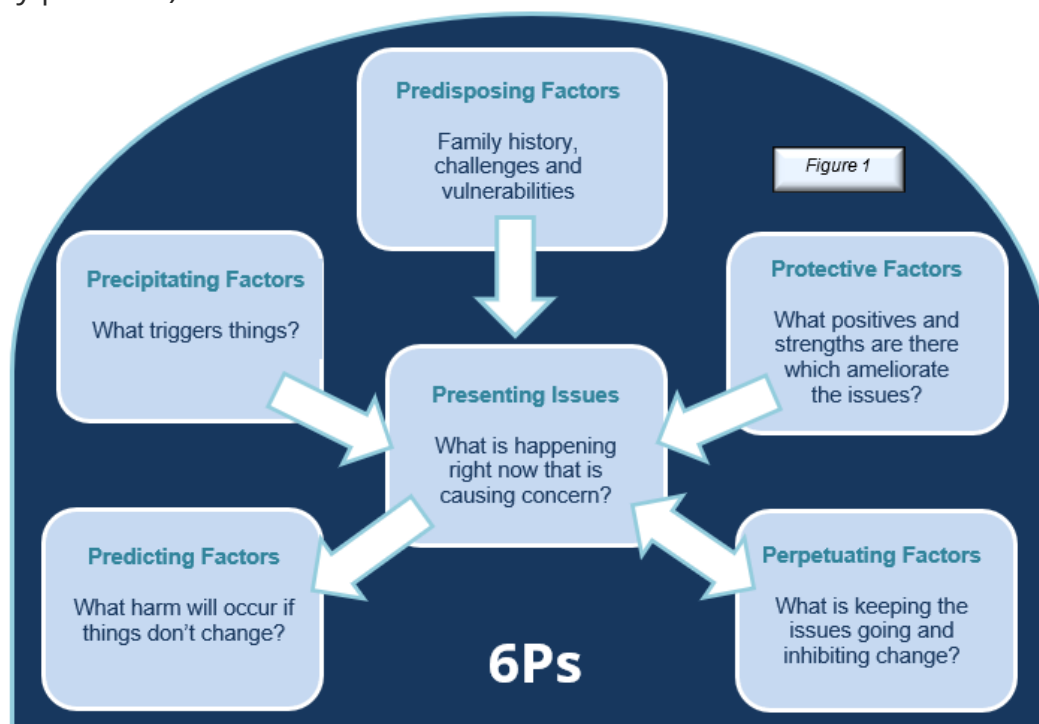 Predisposing Factors
Family history,
challenges and
vulnerabilities
Figure 1
Precipitating Factors
What triggers things?
Protective Factors
What positives and
strengths are there
which ameliorate
the issues?
Presenting Issues
What is happening
right now that is
causing concern?
Predicting Factors
What harm will occur if
things don't change?
Perpetuating Factors
What is keeping the
issues going and
inhibiting change?
6Ps